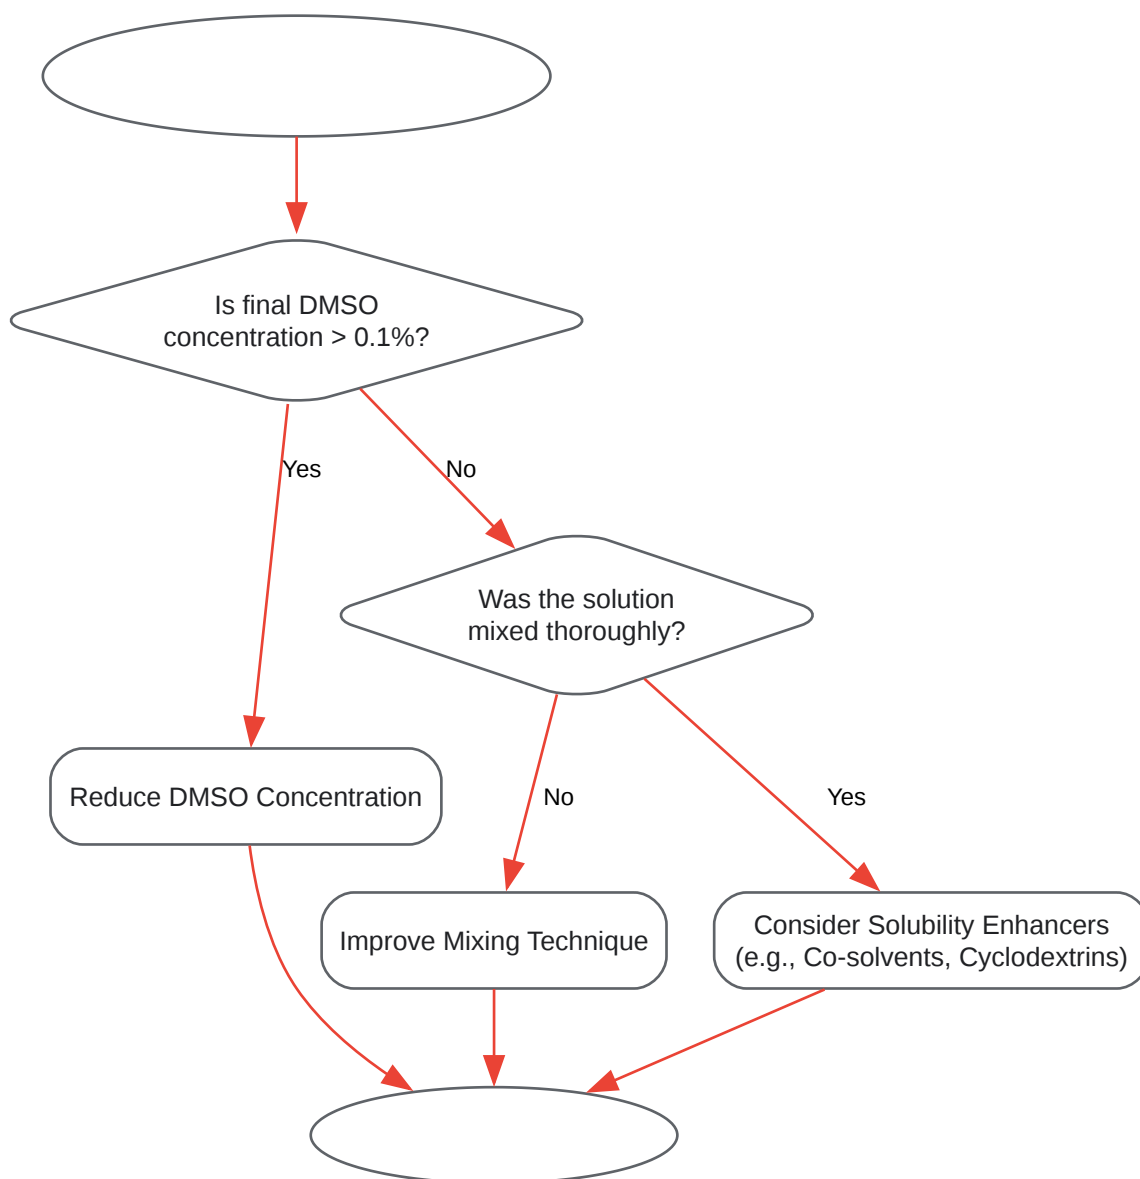 Is final DMSO
concentration > 0.1%?
Yes
No
Was the solution
mixed thoroughly?
Reduce DMSO Concentration
No
Yes
Improve Mixing Technique
Consider Solubility Enhancers
(e.g., Co-solvents, Cyclodextrins)